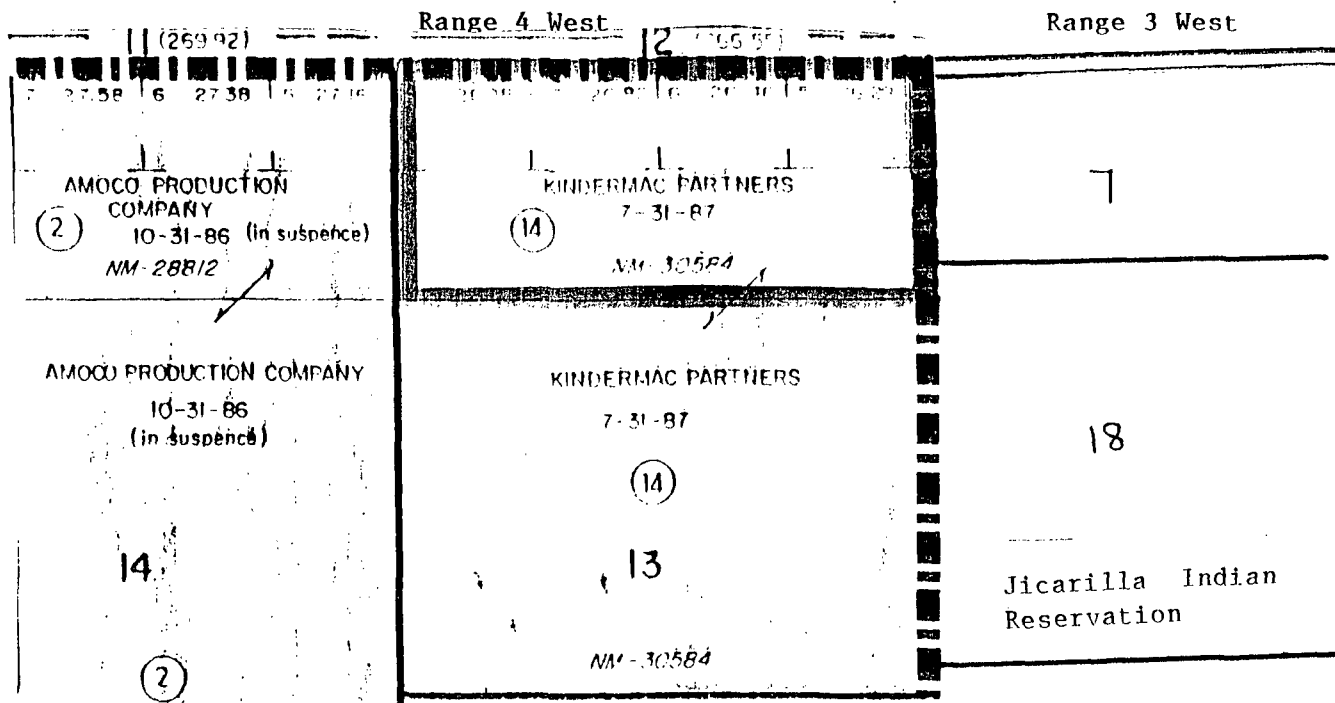 Range 4 West
Range 3 West
11 (269.92)
12
27.58 6 27.38 5 27.16
AMOCO PRODUCTION
COMPANY
2
10-31-86 (in suspence)
NM-28812
KINDERMAC PARTNERS
7-31-87
14
NM-30584
7
AMOCO PRODUCTION COMPANY
10-31-86
(in suspence)
14
2
KINDERMAC PARTNERS
7-31-87
14
13
NM-30584
18
Jicarilla Indian
Reservation